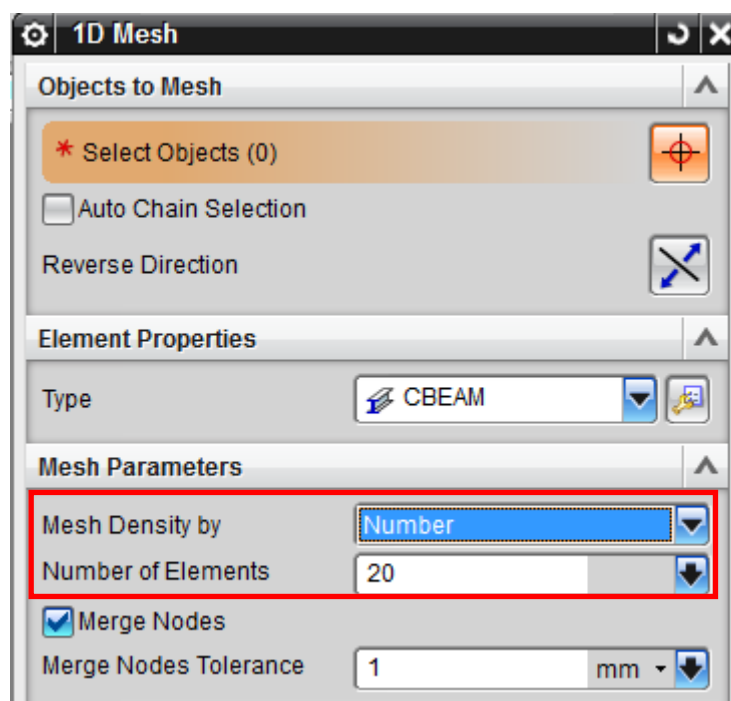 1D Mesh
Objects to Mesh
* Select Objects (0)
Auto Chain Selection
Reverse Direction
Element Properties
Type CBEAM
Mesh Parameters
Mesh Density by Number
Number of Elements 20
Merge Nodes
Merge Nodes Tolerance 1 mm